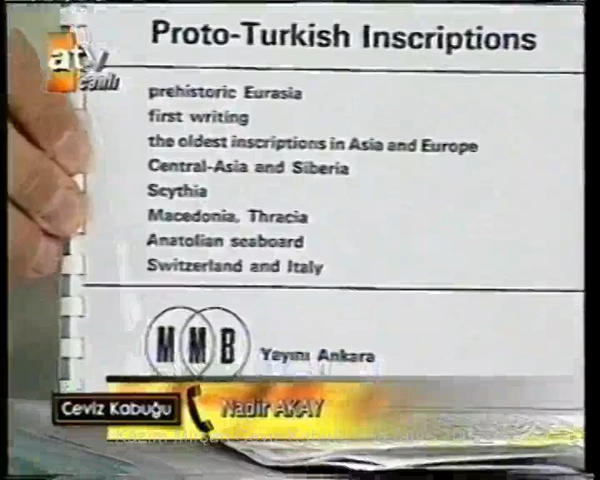 Proto-Turkish Inscriptions
atv
canlı
prehistoric Eurasia
first writing
the oldest inscriptions in Asia and Europe
Central-Asia and Siberia
Scythia
Macedonia, Thracia
Anatolian seaboard
Switzerland and Italy
MMB
Yayını Ankara
Ceviz Kabuğu
Nadir AKAY